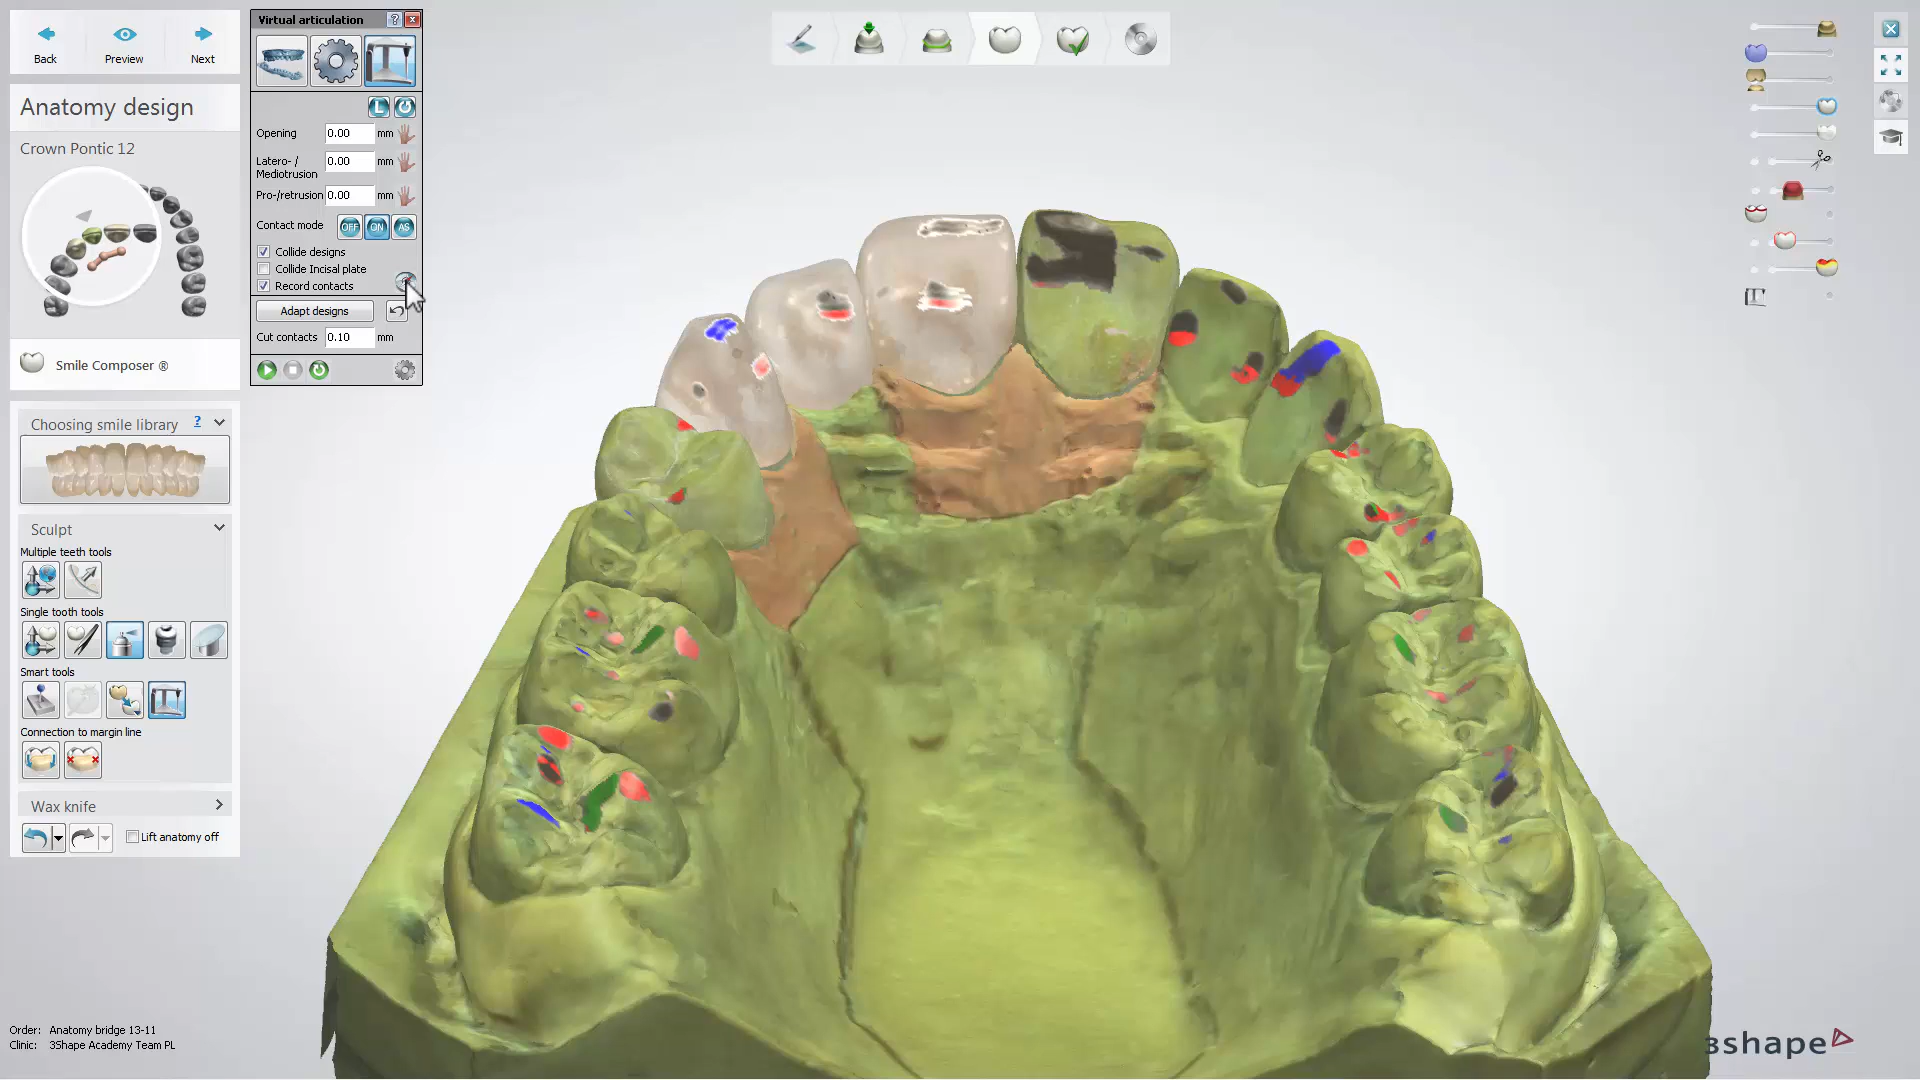 Back
Preview
Next
Anatomy design
Crown Pontic 12
Smile Composer ®
Choosing smile library
?
Sculpt
Multiple teeth tools
Single tooth tools
Smart tools
Connection to margin line
Wax knife
Lift anatomy off
Order: Anatomy bridge 13-11
Clinic: 3Shape Academy Team PL
Virtual articulation
?
L
Opening 0.00 mm
Latero- / 0.00 mm
Mediotrusion
Pro-/retrusion 0.00 mm
Contact mode OFF ON AS
Collide designs
Collide Incisal plate
Record contacts
Adapt designs
Cut contacts 0.10 mm
3shape